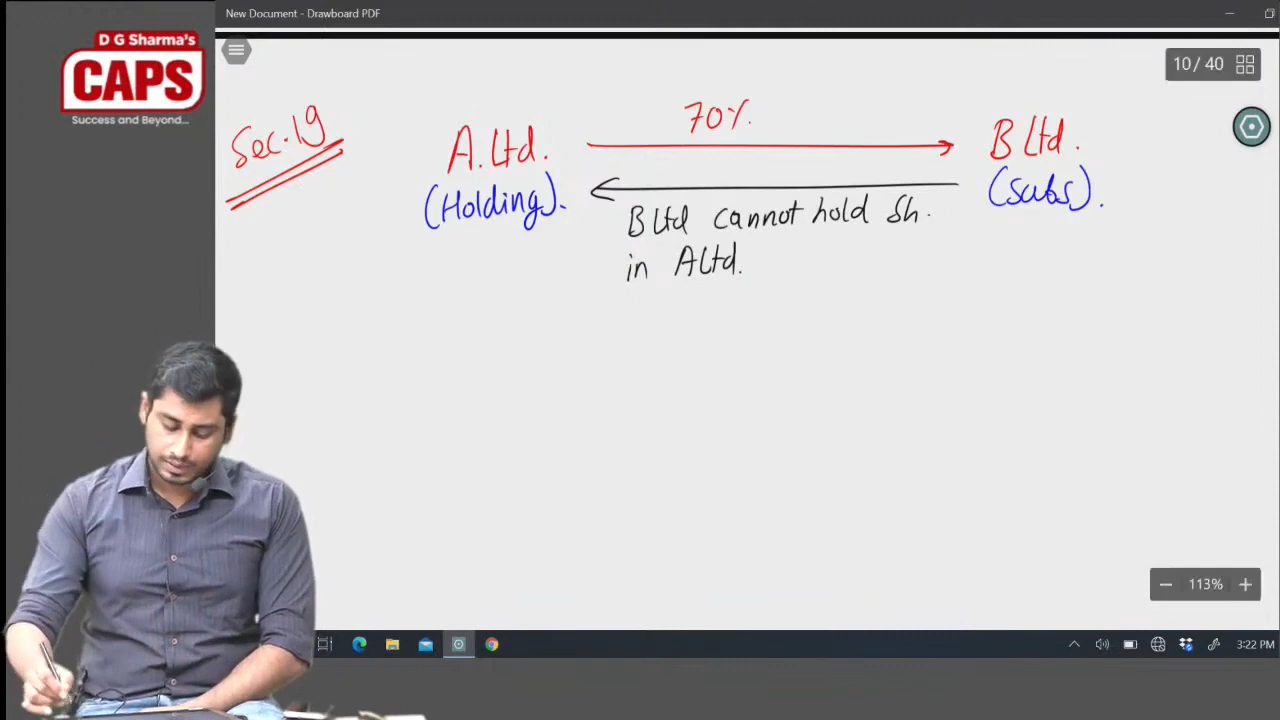 New Document - Drawboard PDF
D G Sharma's
CAPS
Success and Beyond...
10 / 40
Sec.19
A.Ltd.
70%.
B Ltd.
(Holding).
(Subs).
B Ltd cannot hold Sh.
in A Ltd.
113%
3:22 PM